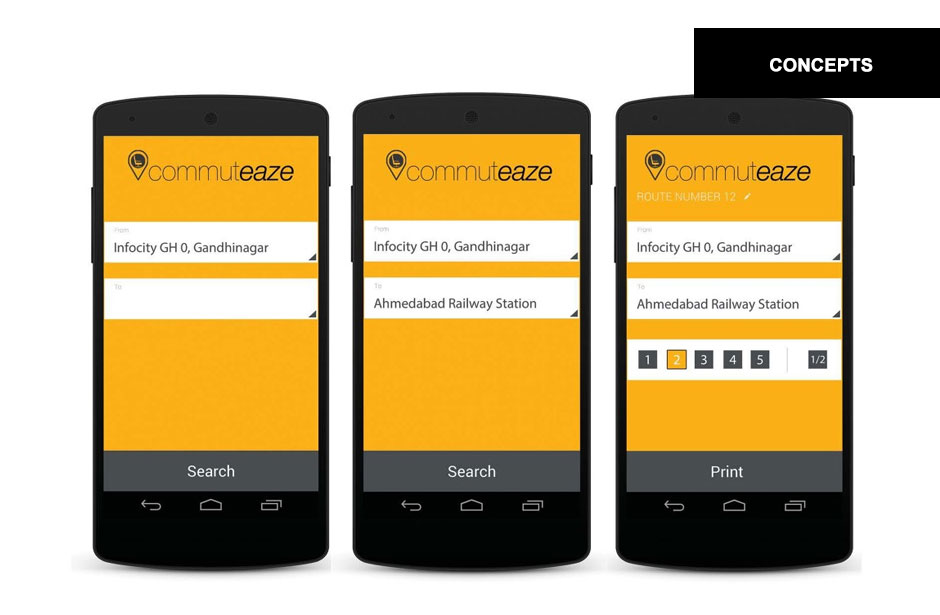 CONCEPTS
commuteaze
From
Infocity GH 0, Gandhinagar
To
Search
commuteaze
From
Infocity GH 0, Gandhinagar
To
Ahmedabad Railway Station
Search
commuteaze
ROUTE NUMBER 12
From
Infocity GH 0, Gandhinagar
To
Ahmedabad Railway Station
1 2 3 4 5 1/2
Print